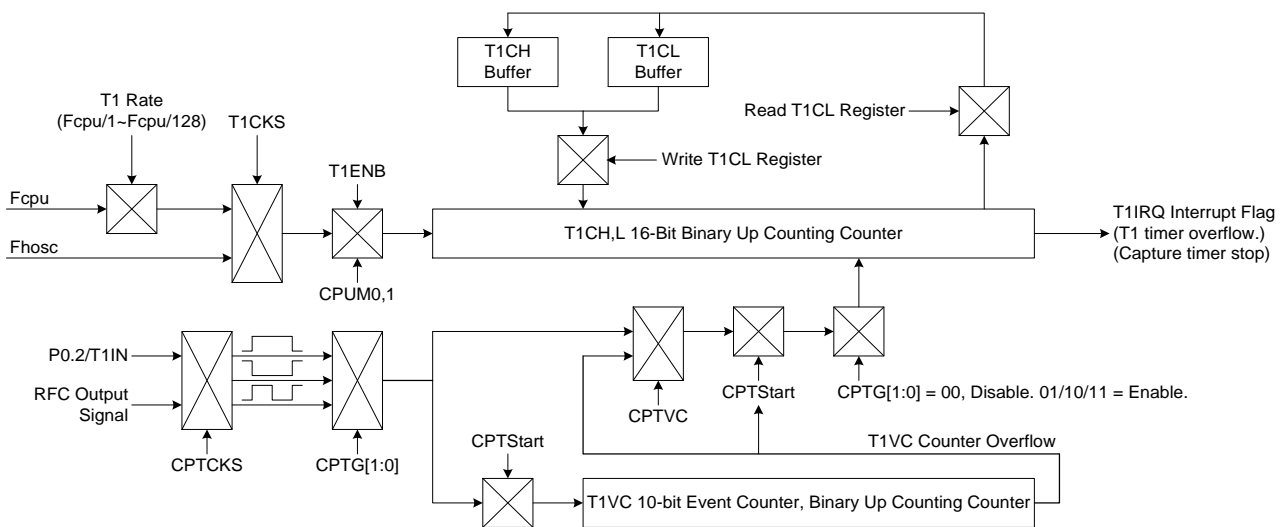 T1CH
Buffer
T1CL
Buffer
T1 Rate
(Fcpu/1~Fcpu/128)
T1CKS
Read T1CL Register
Write T1CL Register
T1ENB
Fcpu
Fhosc
T1CH,L 16-Bit Binary Up Counting Counter
T1IRQ Interrupt Flag
(T1 timer overflow.)
(Capture timer stop)
CPUM0,1
P0.2/T1IN
RFC Output
Signal
CPTCKS
CPTG[1:0]
CPTVC
CPTStart
CPTG[1:0] = 00, Disable. 01/10/11 = Enable.
CPTStart
T1VC Counter Overflow
T1VC 10-bit Event Counter, Binary Up Counting Counter